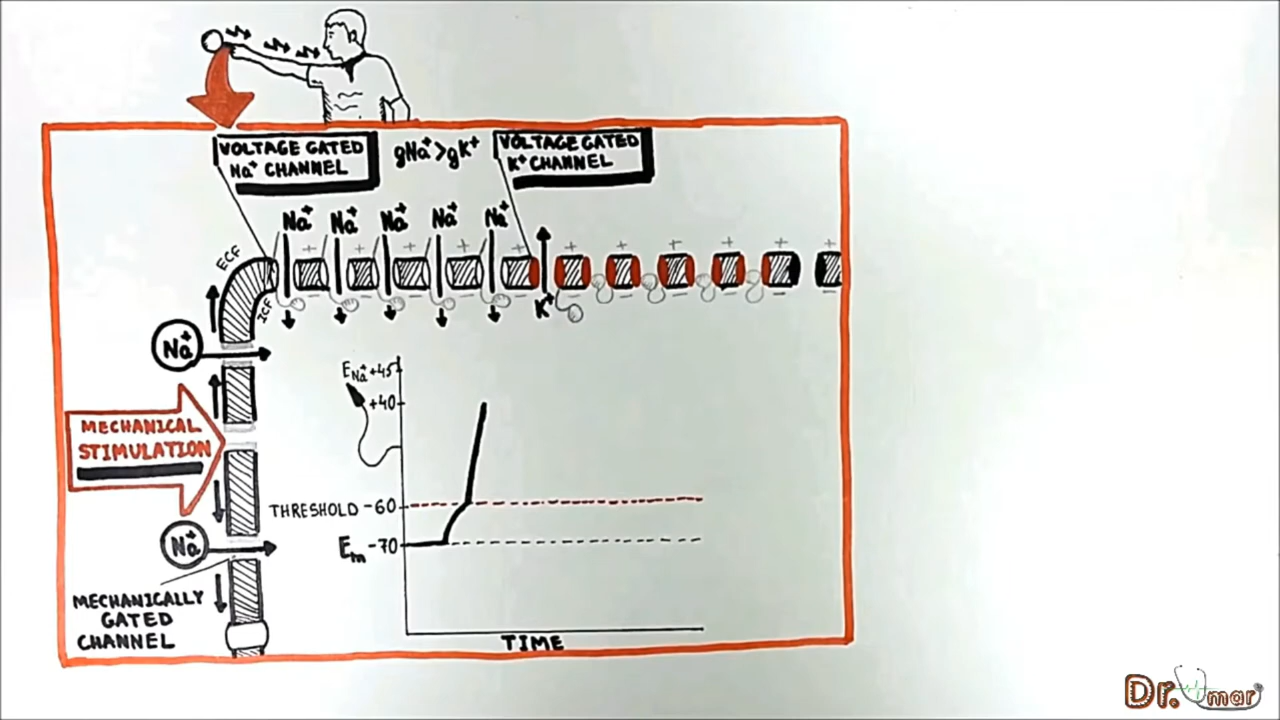 VOLTAGE GATED
Na⁺ CHANNEL
gNa⁺>gK⁺
VOLTAGE GATED
K⁺ CHANNEL
Na⁺ Na⁺ Na⁺ Na⁺ Na⁺
+ + + + + + + + + +
ECF
ICF
K⁺
Na⁺
MECHANICAL
STIMULATION
Na⁺
MECHANICALLY
GATED
CHANNEL
E Na⁺ +45
+40
THRESHOLD -60
Em -70
TIME
Dr. Umar